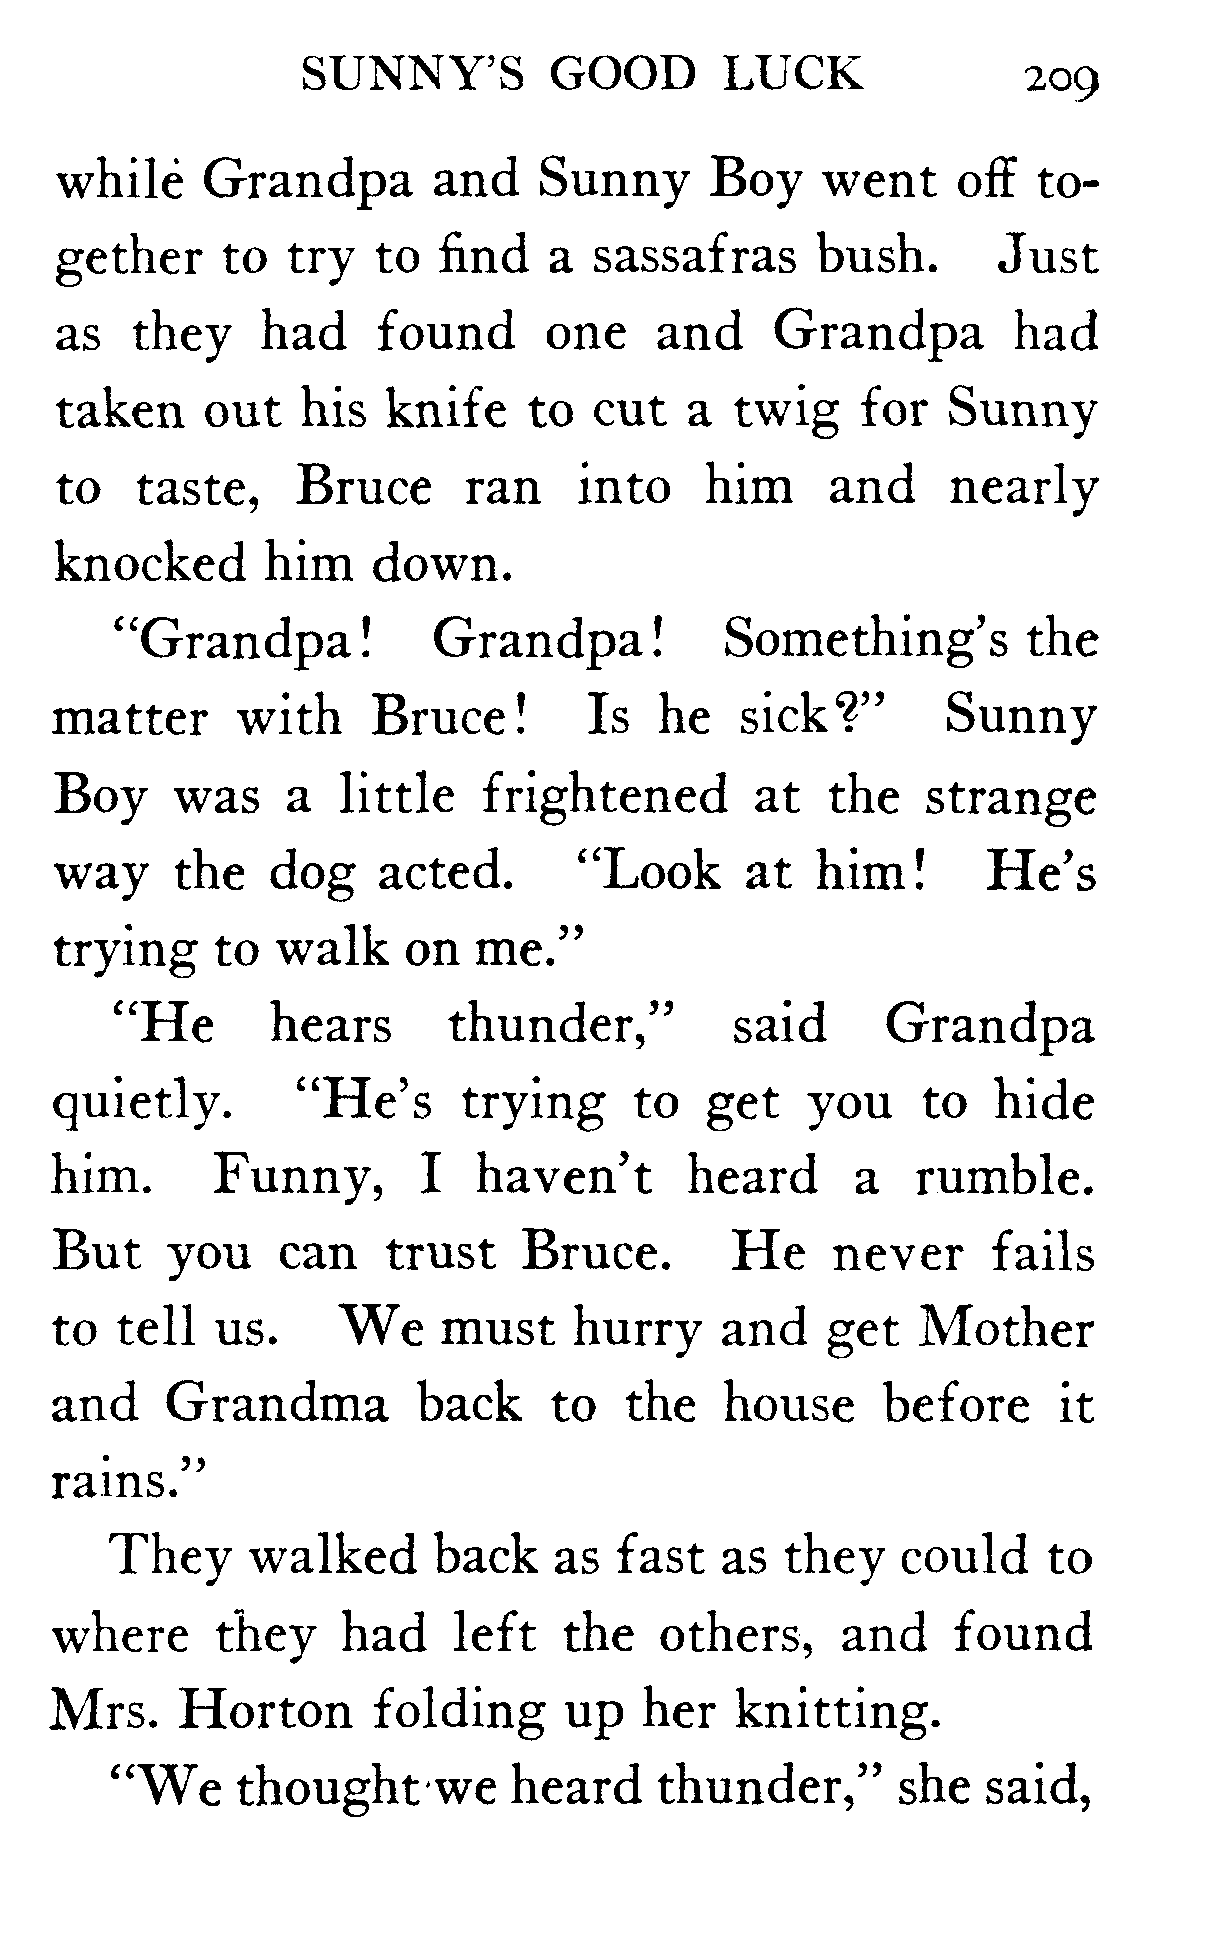 SUNNY'S GOOD LUCK 209
while Grandpa and Sunny Boy went off to-
gether to try to find a sassafras bush. Just
as they had found one and Grandpa had
taken out his knife to cut a twig for Sunny
to taste, Bruce ran into him and nearly
knocked him down.
"Grandpa! Grandpa! Something's the
matter with Bruce! Is he sick?" Sunny
Boy was a little frightened at the strange
way the dog acted. "Look at him! He's
trying to walk on me."
"He hears thunder," said Grandpa
quietly. "He's trying to get you to hide
him. Funny, I haven't heard a rumble.
But you can trust Bruce. He never fails
to tell us. We must hurry and get Mother
and Grandma back to the house before it
rains."
They walked back as fast as they could to
where they had left the others, and found
Mrs. Horton folding up her knitting.
"We thought we heard thunder," she said,